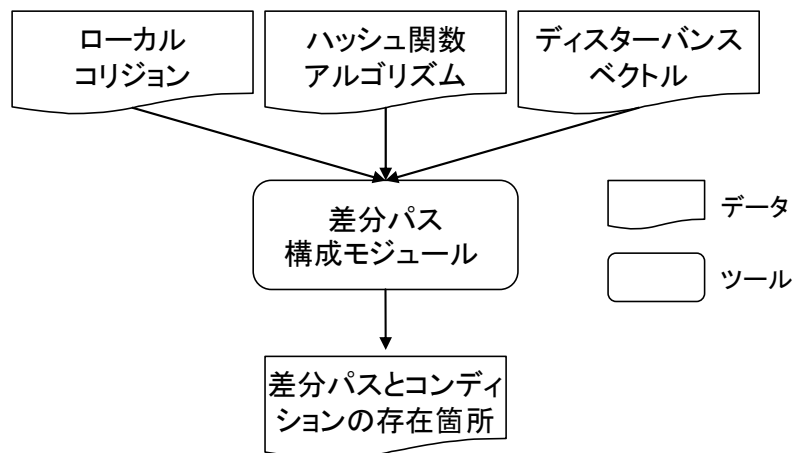 ローカル
コリジョン
ハッシュ関数
アルゴリズム
ディスターバンス
ベクトル
差分パス
構成モジュール
データ
ツール
差分パスとコンディ
ションの存在箇所